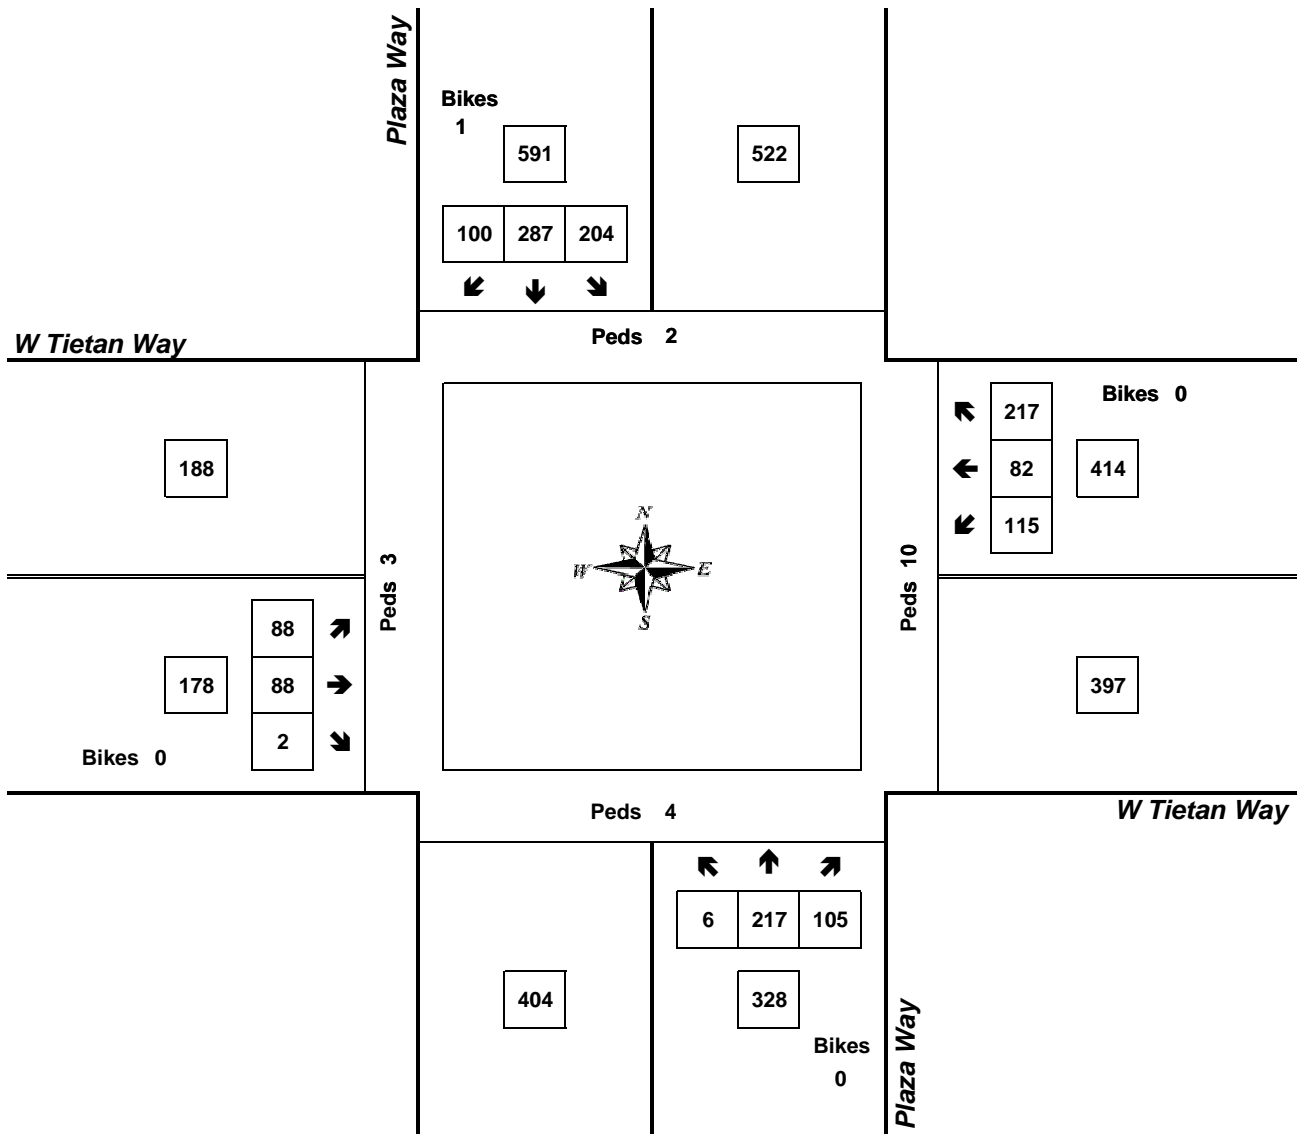 Plaza Way
Bikes
1
591
522
100 287 204
Peds 2
W Tietan Way
Bikes 0
217
188
82 414
115
N
W E
S
Peds 3
Peds 10
88
178 88
397
2
Bikes 0
Peds 4
W Tietan Way
6 217 105
404
328
Bikes
0
Plaza Way